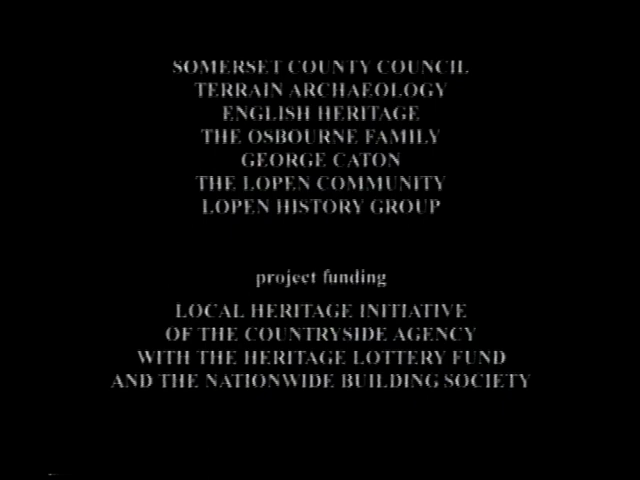 SOMERSET COUNTY COUNCIL
TERRAIN ARCHAEOLOGY
ENGLISH HERITAGE
THE OSBOURNE FAMILY
GEORGE CATON
THE LOPEN COMMUNITY
LOPEN HISTORY GROUP
project funding
LOCAL HERITAGE INITIATIVE
OF THE COUNTRYSIDE AGENCY
WITH THE HERITAGE LOTTERY FUND
AND THE NATIONWIDE BUILDING SOCIETY